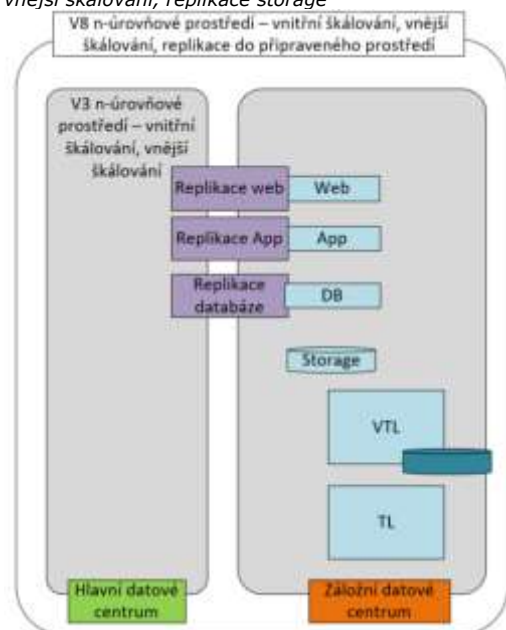 vnější škálování, replikace storage
V8 n-úrovňové prostředí – vnitřní škálování, vnější
škálování, replikace do připraveného prostředí
V3 n-úrovňové
prostředí – vnitřní
škálování, vnější
škálování
Replikace web
Web
Replikace App
App
Replikace
databáze
DB
Storage
VTL
TL
Hlavní datové
centrum
Záložní datové
centrum